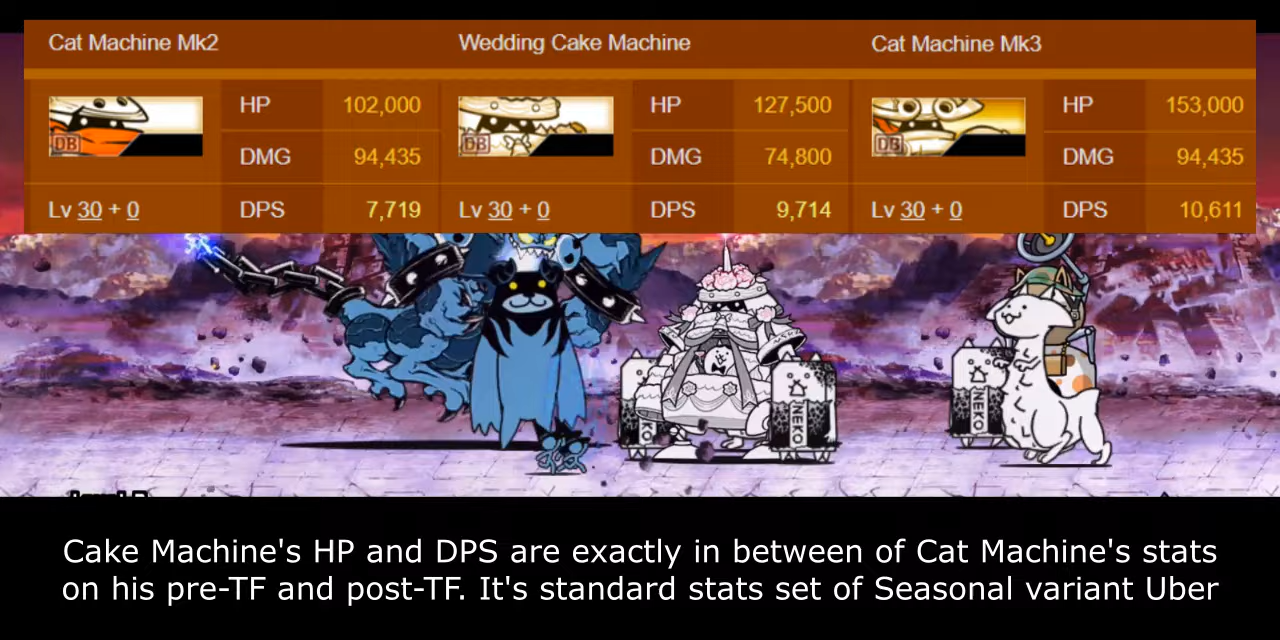 Cat Machine Mk2 Wedding Cake Machine Cat Machine Mk3
HP 102,000 HP 127,500 HP 153,000
DB DB DB
DMG 94,435 DMG 74,800 DMG 94,435
Lv 30 + 0 DPS 7,719 Lv 30 + 0 DPS 9,714 Lv 30 + 0 DPS 10,611
NEKO NEKO
Cake Machine's HP and DPS are exactly in between of Cat Machine's stats
on his pre-TF and post-TF. It's standard stats set of Seasonal variant Uber